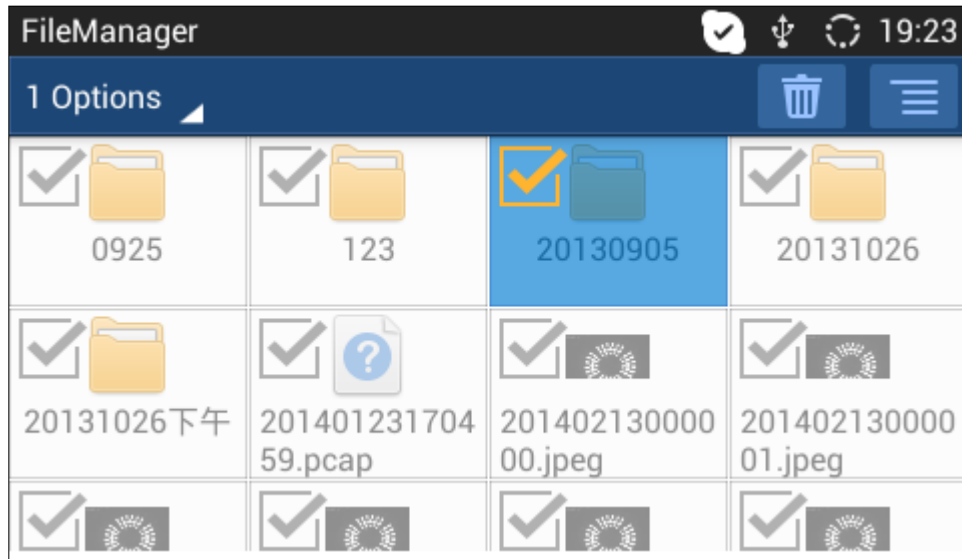 FileManager 19:23
1 Options
0925 123 20130905 20131026
20131026下午 201401231704 201402130000 201402130000
59.pcap 00.jpeg 01.jpeg